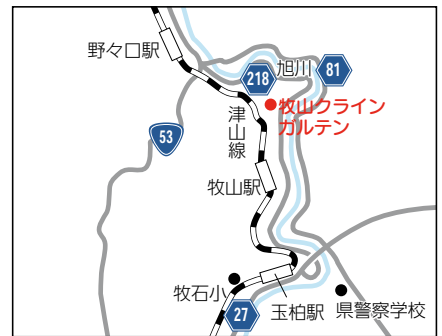 野々口駅
218
旭川
81
牧山クライン
ガルテン
津山線
53
牧山駅
牧石小
玉柏駅
県警察学校
27